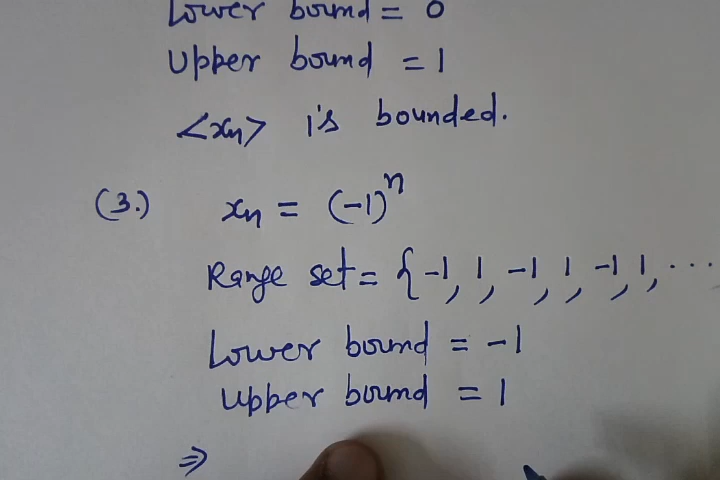 Lower bound = 0
Upper bound = 1
<xn> is bounded.
(3.) xn = (-1)^n
Range set = {-1, 1, -1, 1, -1, 1, ...
Lower bound = -1
Upper bound = 1
⇒